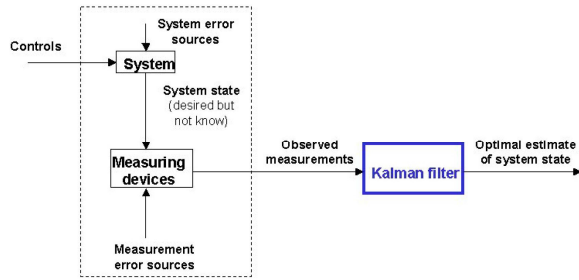 System error
sources
Controls
System
System state
(desired but
not know)
Measuring
devices
Observed
measurements
Kalman filter
Optimal estimate
of system state
Measurement
error sources